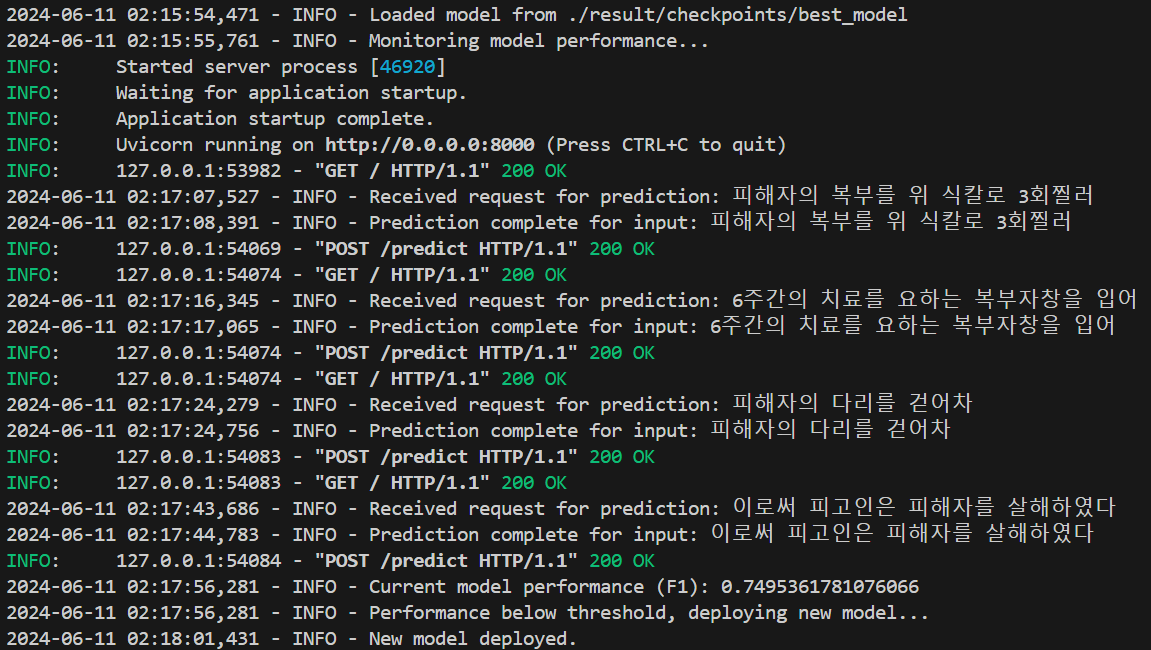 2024-06-11 02:15:54,471 - INFO - Loaded model from ./result/checkpoints/best_model
2024-06-11 02:15:55,761 - INFO - Monitoring model performance...
INFO:     Started server process [46920]
INFO:     Waiting for application startup.
INFO:     Application startup complete.
INFO:     Uvicorn running on http://0.0.0.0:8000 (Press CTRL+C to quit)
INFO:     127.0.0.1:53982 - "GET / HTTP/1.1" 200 OK
2024-06-11 02:17:07,527 - INFO - Received request for prediction: 피해자의 복부를 위 식칼로 3회찔러
2024-06-11 02:17:08,391 - INFO - Prediction complete for input: 피해자의 복부를 위 식칼로 3회찔러
INFO:     127.0.0.1:54069 - "POST /predict HTTP/1.1" 200 OK
INFO:     127.0.0.1:54074 - "GET / HTTP/1.1" 200 OK
2024-06-11 02:17:16,345 - INFO - Received request for prediction: 6주간의 치료를 요하는 복부자창을 입어
2024-06-11 02:17:17,065 - INFO - Prediction complete for input: 6주간의 치료를 요하는 복부자창을 입어
INFO:     127.0.0.1:54074 - "POST /predict HTTP/1.1" 200 OK
INFO:     127.0.0.1:54074 - "GET / HTTP/1.1" 200 OK
2024-06-11 02:17:24,279 - INFO - Received request for prediction: 피해자의 다리를 걷어차
2024-06-11 02:17:24,756 - INFO - Prediction complete for input: 피해자의 다리를 걷어차
INFO:     127.0.0.1:54083 - "POST /predict HTTP/1.1" 200 OK
INFO:     127.0.0.1:54083 - "GET / HTTP/1.1" 200 OK
2024-06-11 02:17:43,686 - INFO - Received request for prediction: 이로써 피고인은 피해자를 살해하였다
2024-06-11 02:17:44,783 - INFO - Prediction complete for input: 이로써 피고인은 피해자를 살해하였다
INFO:     127.0.0.1:54084 - "POST /predict HTTP/1.1" 200 OK
2024-06-11 02:17:56,281 - INFO - Current model performance (F1): 0.7495361781076066
2024-06-11 02:17:56,281 - INFO - Performance below threshold, deploying new model...
2024-06-11 02:18:01,431 - INFO - New model deployed.